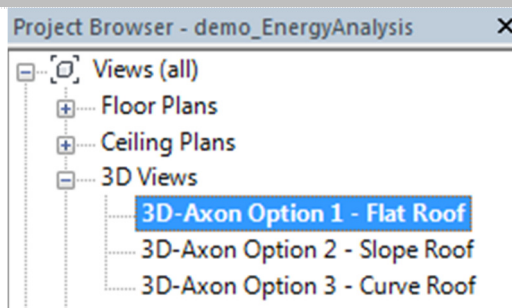 Project Browser - demo_EnergyAnalysis
Views (all)
Floor Plans
Ceiling Plans
3D Views
3D-Axon Option 1 - Flat Roof
3D-Axon Option 2 - Slope Roof
3D-Axon Option 3 - Curve Roof